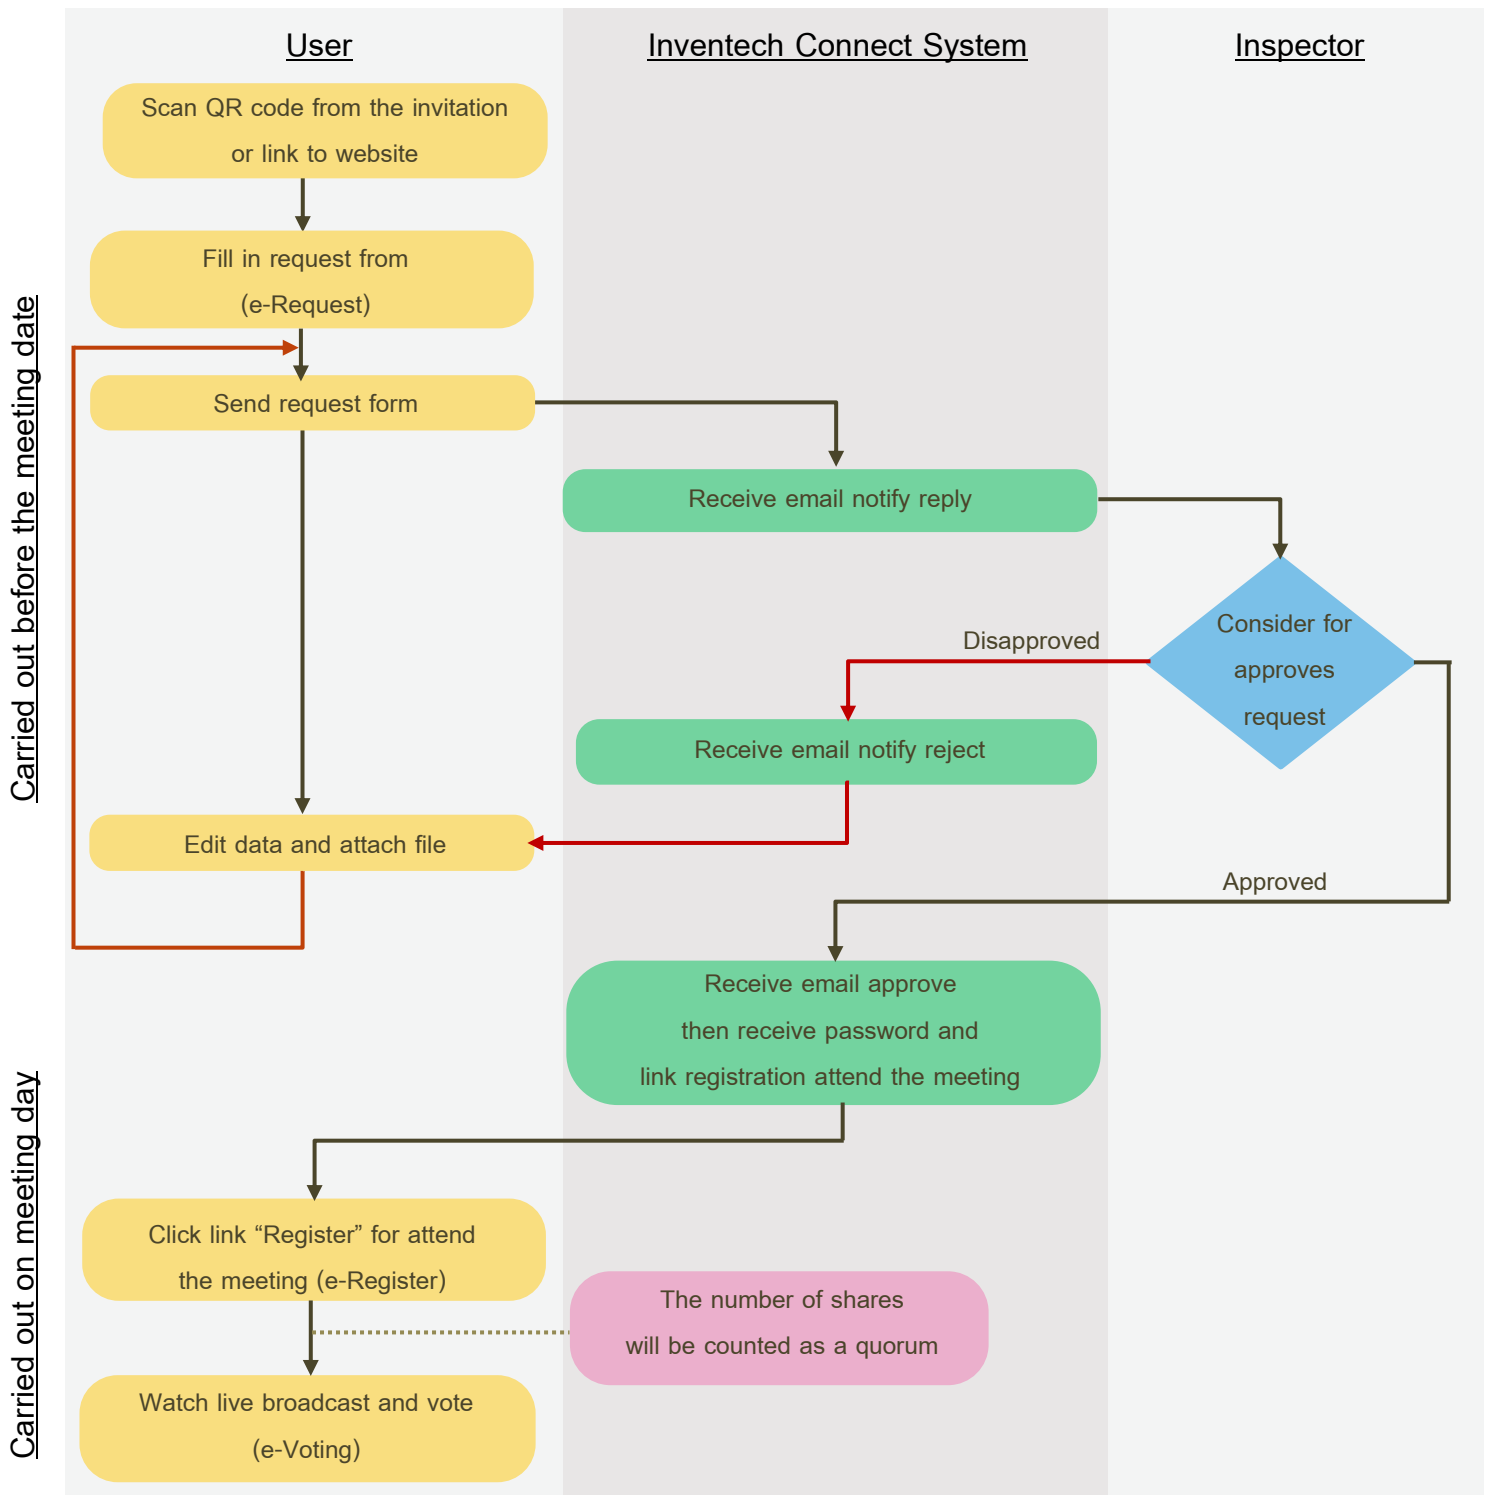 User
Inventech Connect System
Inspector
Carried out before the meeting date
Scan QR code from the invitation
or link to website
Fill in request from
(e-Request)
Send request form
Receive email notify reply
Consider for
approves
request
Disapproved
Receive email notify reject
Edit data and attach file
Approved
Receive email approve
then receive password and
link registration attend the meeting
Carried out on meeting day
Click link “Register” for attend
the meeting (e-Register)
The number of shares
will be counted as a quorum
Watch live broadcast and vote
(e-Voting)